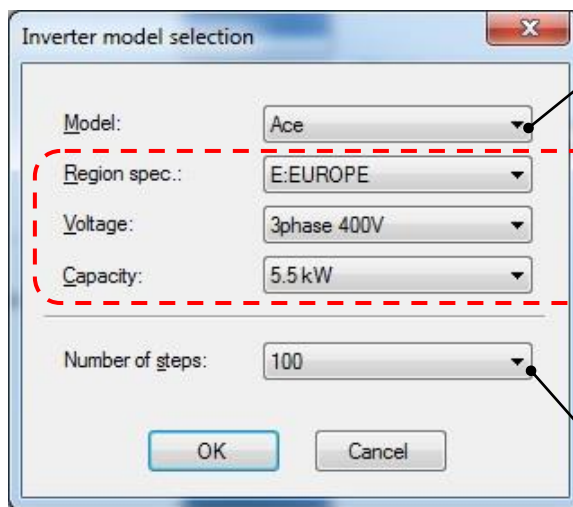 Inverter model selection
Model: Ace
Region spec.: E:EUROPE
Voltage: 3phase 400V
Capacity: 5.5 kW
Number of steps: 100
OK Cancel